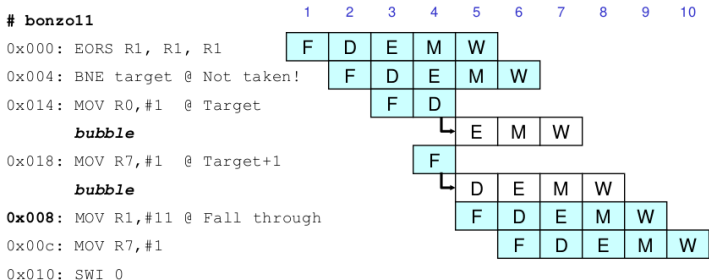 1 2 3 4 5 6 7 8 9 10
# bonzo11
0x000: EORS R1, R1, R1 F D E M W
0x004: BNE target @ Not taken! F D E M W
0x014: MOV R0,#1 @ Target F D
bubble E M W
0x018: MOV R7,#1 @ Target+1 F
bubble D E M W
0x008: MOV R1,#11 @ Fall through F D E M W
0x00c: MOV R7,#1 F D E M W
0x010: SWI 0